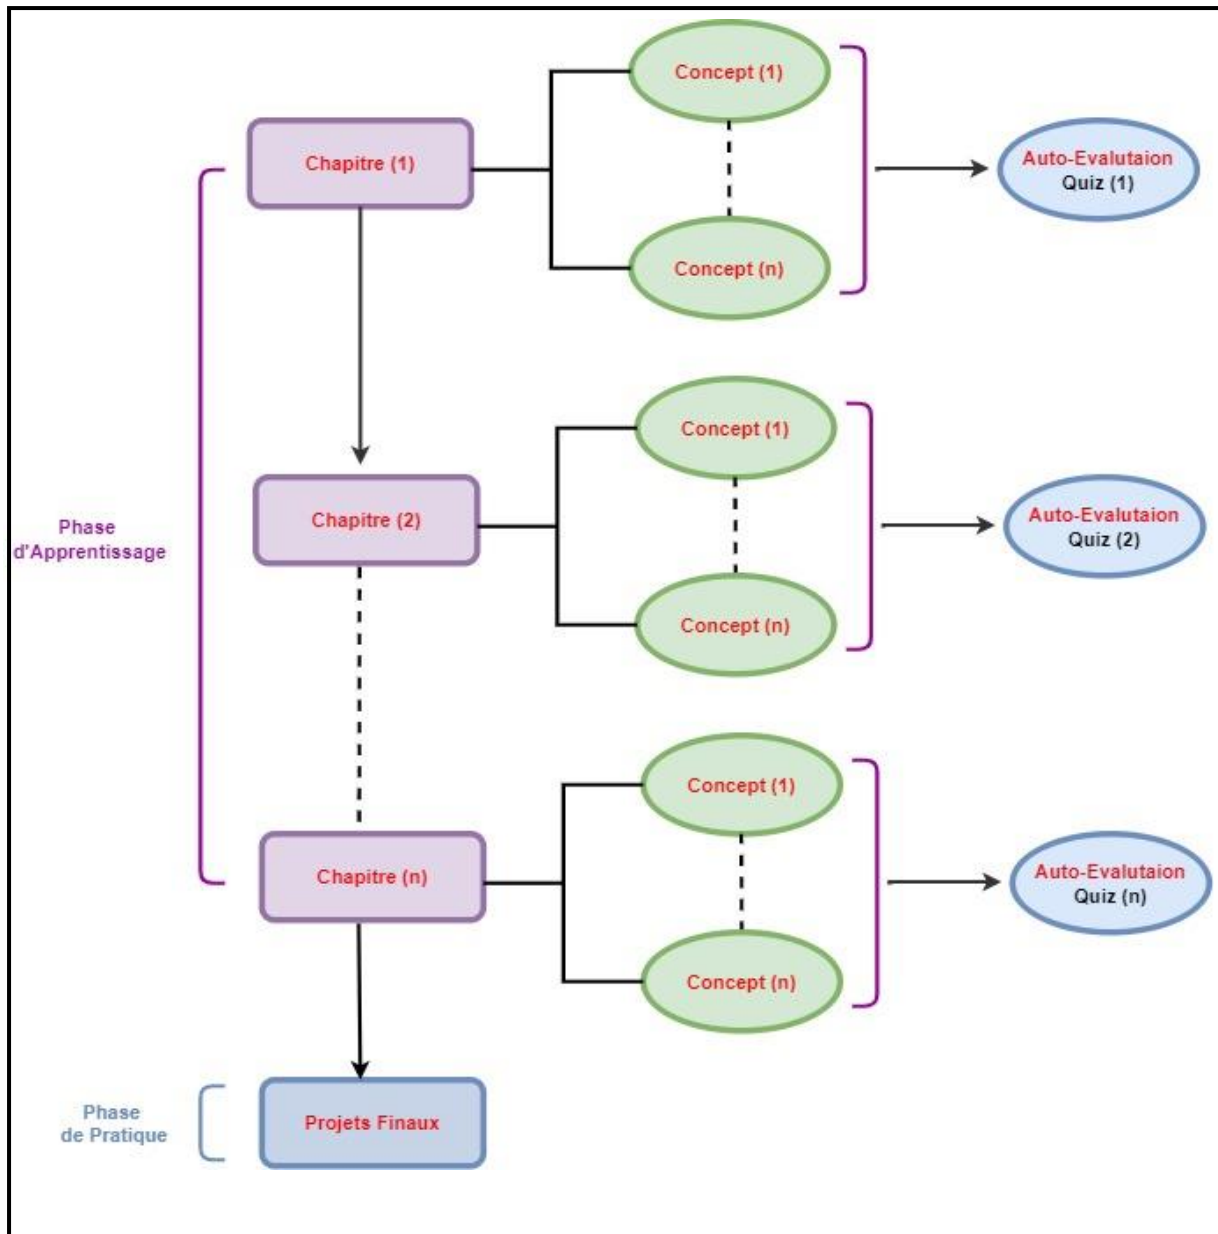 Concept (1)
Chapitre (1)
Auto-Evalutaion
Quiz (1)
Concept (n)
Concept (1)
Phase
d'Apprentissage
Chapitre (2)
Auto-Evalutaion
Quiz (2)
Concept (n)
Concept (1)
Chapitre (n)
Auto-Evalutaion
Quiz (n)
Concept (n)
Phase
de Pratique
Projets Finaux